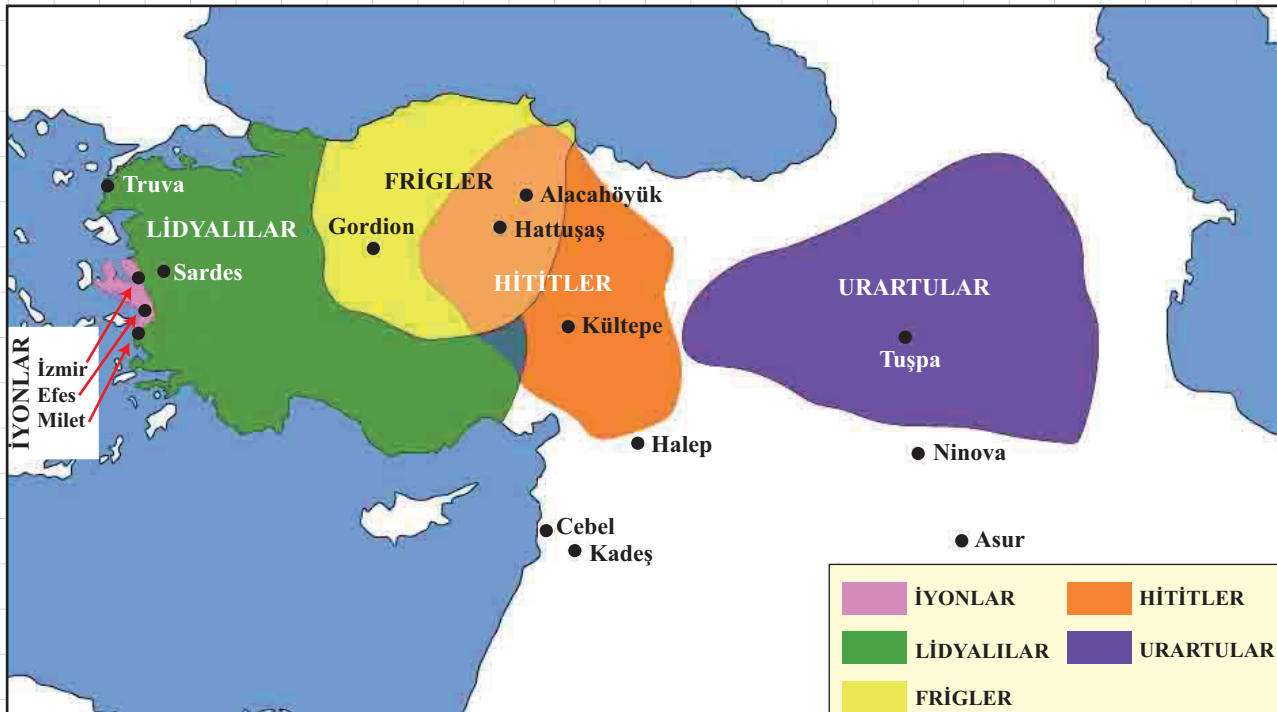 Truva
FRİGLER
Alacahöyük
LİDYALILAR
Gordion
Hattuşaş
Sardes
HİTİTLER
URARTULAR
Kültepe
Tuşpa
İYONLAR
İzmir
Efes
Milet
Halep
Ninova
Cebel
Kadeş
Asur
İYONLAR
HİTİTLER
LİDYALILAR
URARTULAR
FRİGLER